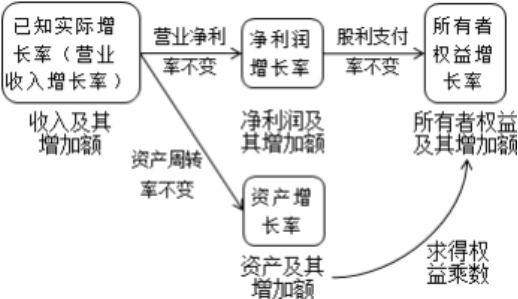 已知实际增
长率（营业
收入增长率）
营业净利
率不变
净利润
增长率
股利支付
率不变
所有者
权益增
长率
收入及其
增加额
净利润及
其增加额
所有者权益
及其增加额
资产周转
率不变
资产增
长率
资产及其
增加额
求得权
益乘数